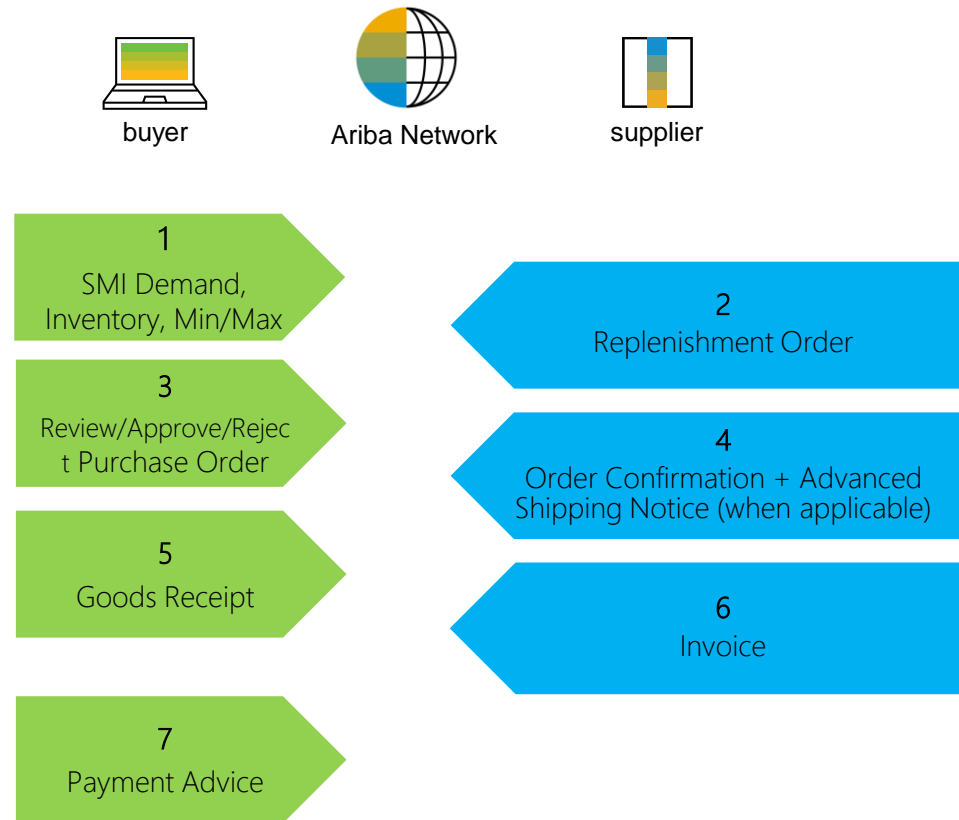 buyer
Ariba Network
supplier
1
SMI Demand,
Inventory, Min/Max
2
Replenishment Order
3
Review/Approve/Rejec
t Purchase Order
4
Order Confirmation + Advanced
Shipping Notice (when applicable)
5
Goods Receipt
6
Invoice
7
Payment Advice